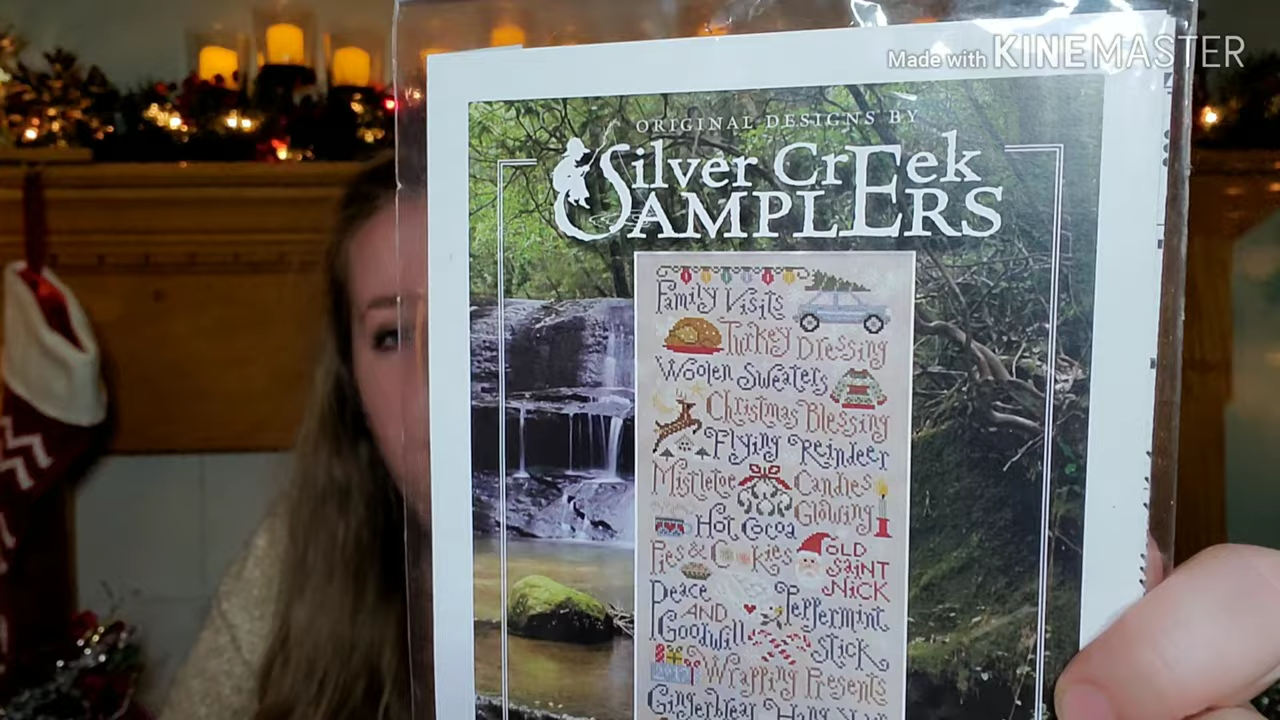 Made with KINEMASTER
ORIGINAL DESIGNS BY
Silver CrEek
SAMPLERS
Family Visits
Turkey Dressing
Woolen Sweaters
Christmas Blessing
Flying Reindeer
Mistletoe Candles
Glowing
Hot Cocoa
Pies & Cookies
OLD
SAINT
NICK
Peace
AND
Goodwill
Peppermint
Stick
Wrapping Presents